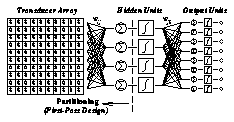 Transducer Array
Hidden Units
Output Units
Partitioning
(First-Pass Design)